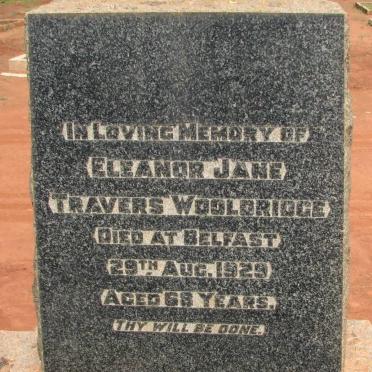 IN LOVING MEMORY OF
ELEANOR JANE
TRAVERS WOOLDRIDGE
DIED AT BELFAST
29TH AUG. 1929
AGED 68 YEARS.
THY WILL BE DONE.